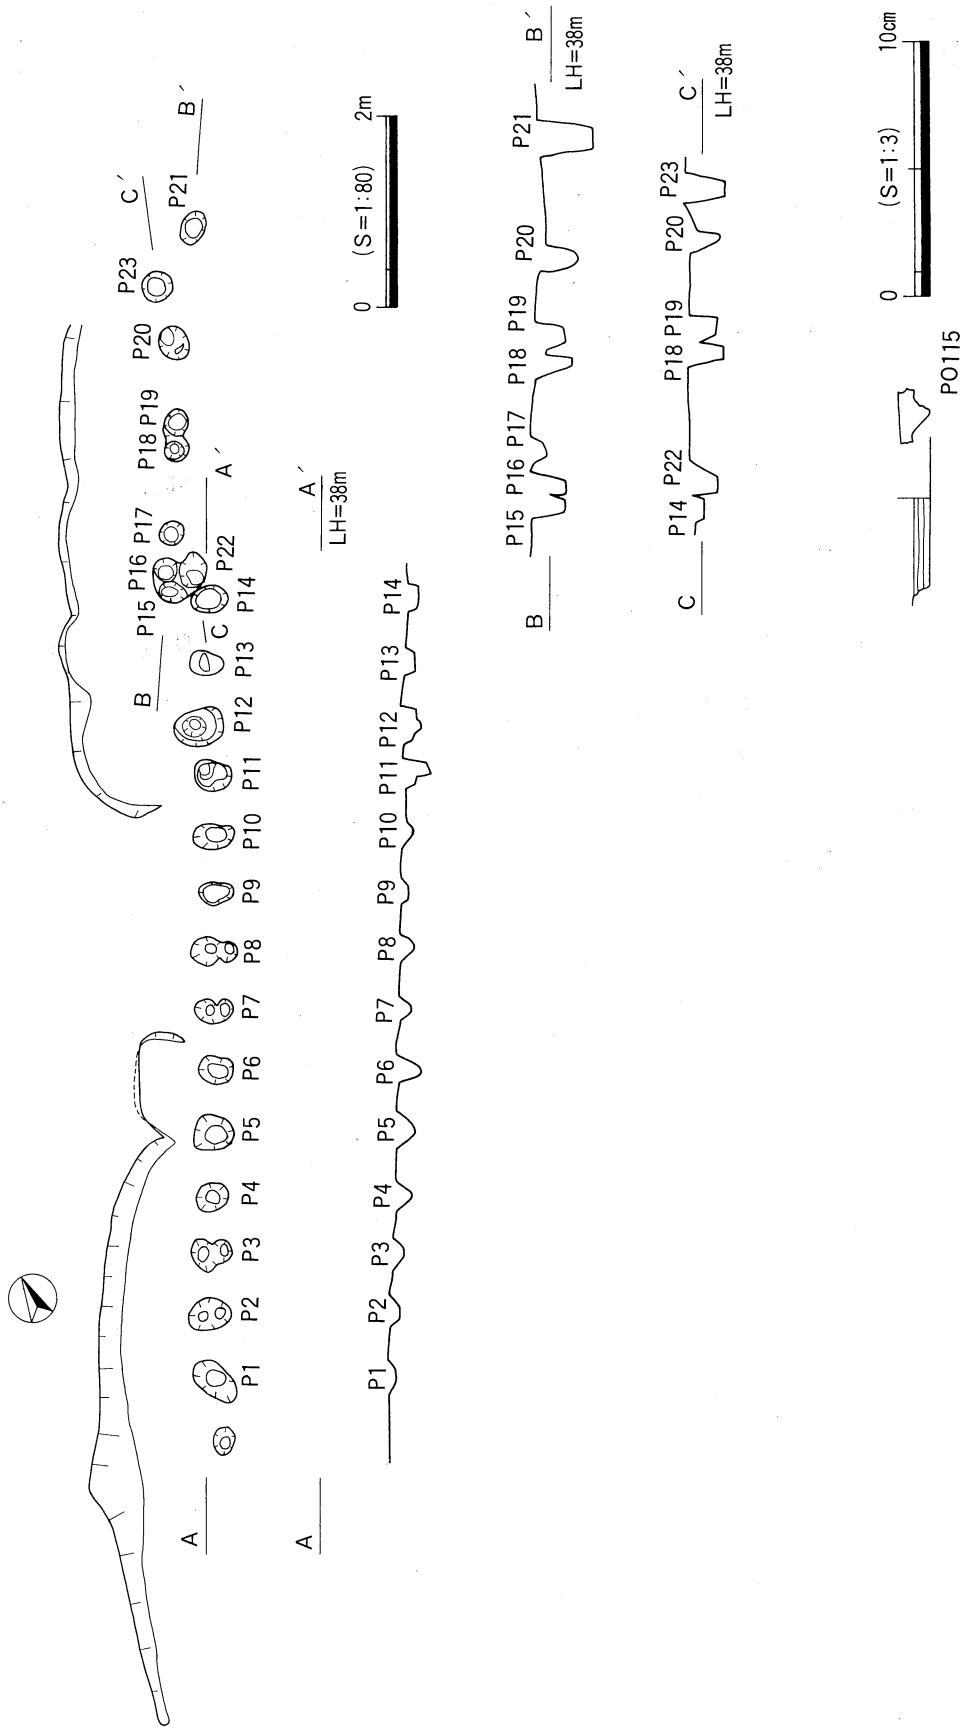 A
P1
P2
P3
P4
P5
P6
P7
P8
P9
P10
P11
P12
P13
P14
P22
A´
B
C
P15
P16
P17
P18 P19
P20
P23
P21
C´
B´
0 (S=1:80) 2m
A
A´
LH=38m
P1
P2
P3
P4
P5
P6
P7
P8
P9
P10
P11
P12
P13
P14
B
P15
P16
P17
P18
P19
P20
P21
B´
LH=38m
C
P14
P22
P18
P19
P20
P23
C´
LH=38m
PO115
0 (S=1:3) 10cm